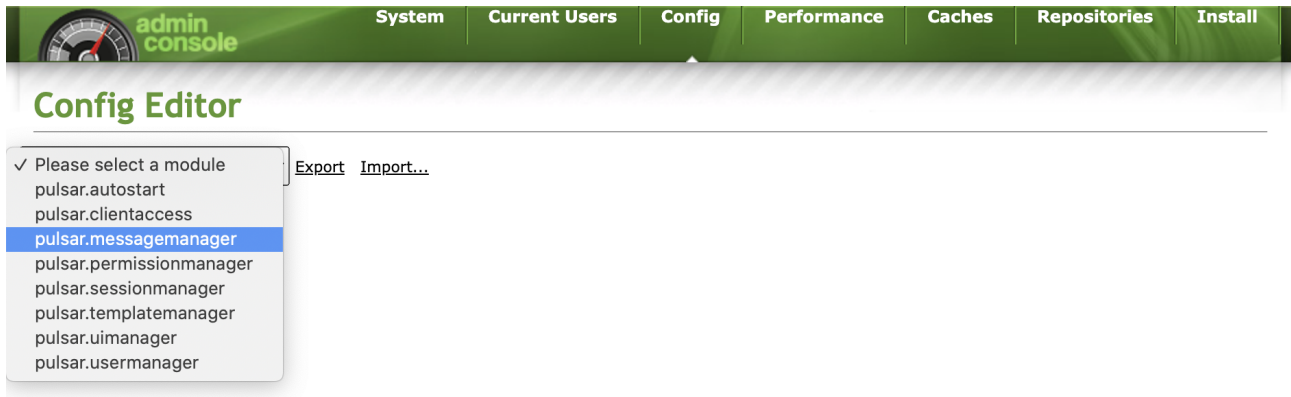 admin console
System Current Users Config Performance Caches Repositories Install
Config Editor
✓ Please select a module
Export Import...
pulsar.autostart
pulsar.clientaccess
pulsar.messagemanager
pulsar.permissionmanager
pulsar.sessionmanager
pulsar.templatemanager
pulsar.uimanager
pulsar.usermanager